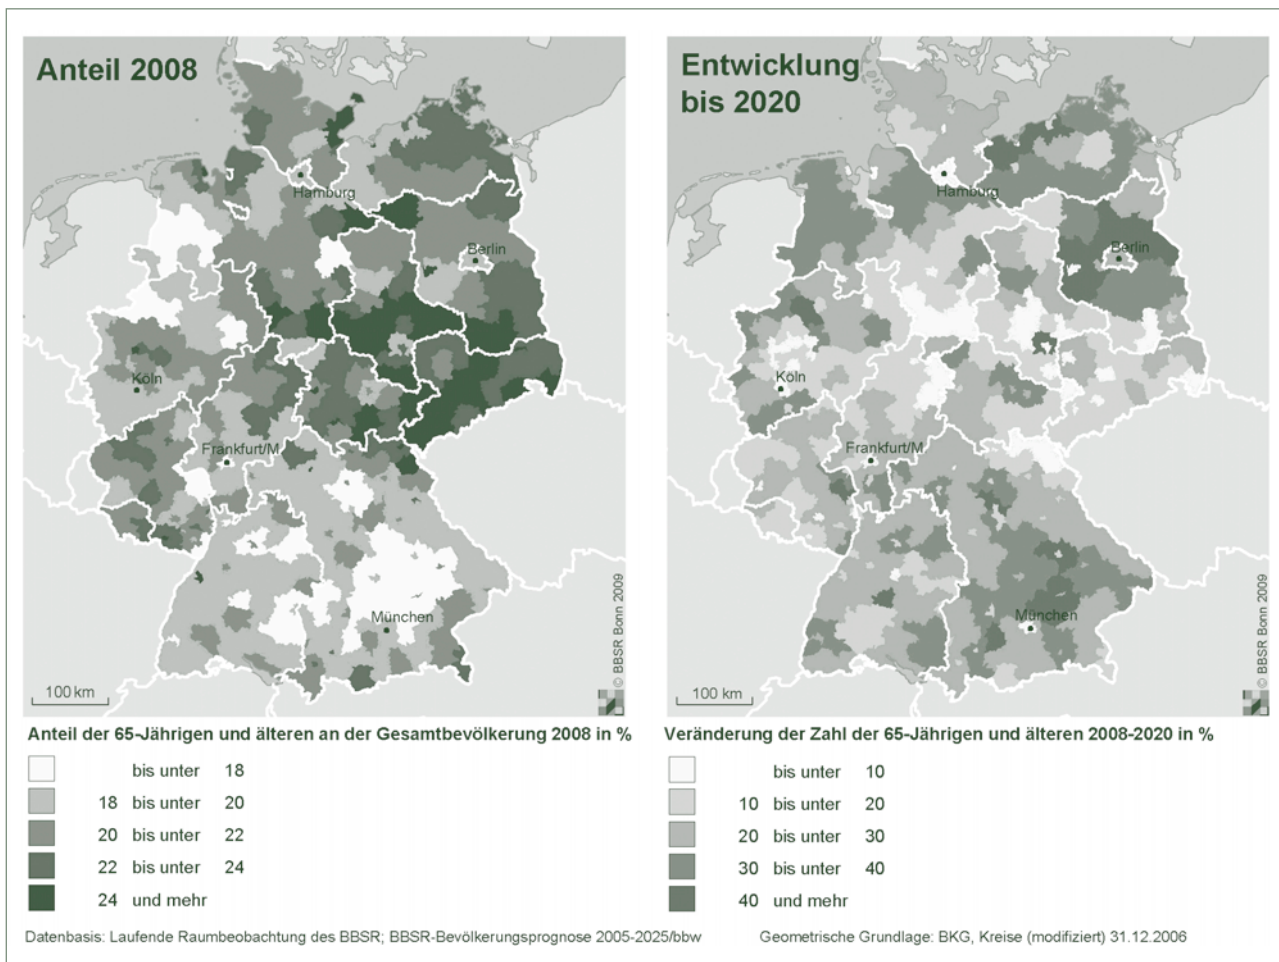 Anteil 2008
Hamburg
Berlin
Köln
Frankfurt/M
München
100 km
© BBSR Bonn 2009
Anteil der 65-Jährigen und älteren an der Gesamtbevölkerung 2008 in %
bis unter 18
18 bis unter 20
20 bis unter 22
22 bis unter 24
24 und mehr
Entwicklung
bis 2020
Hamburg
Berlin
Köln
Frankfurt/M
München
100 km
© BBSR Bonn 2009
Veränderung der Zahl der 65-Jährigen und älteren 2008-2020 in %
bis unter 10
10 bis unter 20
20 bis unter 30
30 bis unter 40
40 und mehr
Datenbasis: Laufende Raumbeobachtung des BBSR; BBSR-Bevölkerungsprognose 2005-2025/bbw
Geometrische Grundlage: BKG, Kreise (modifiziert) 31.12.2006